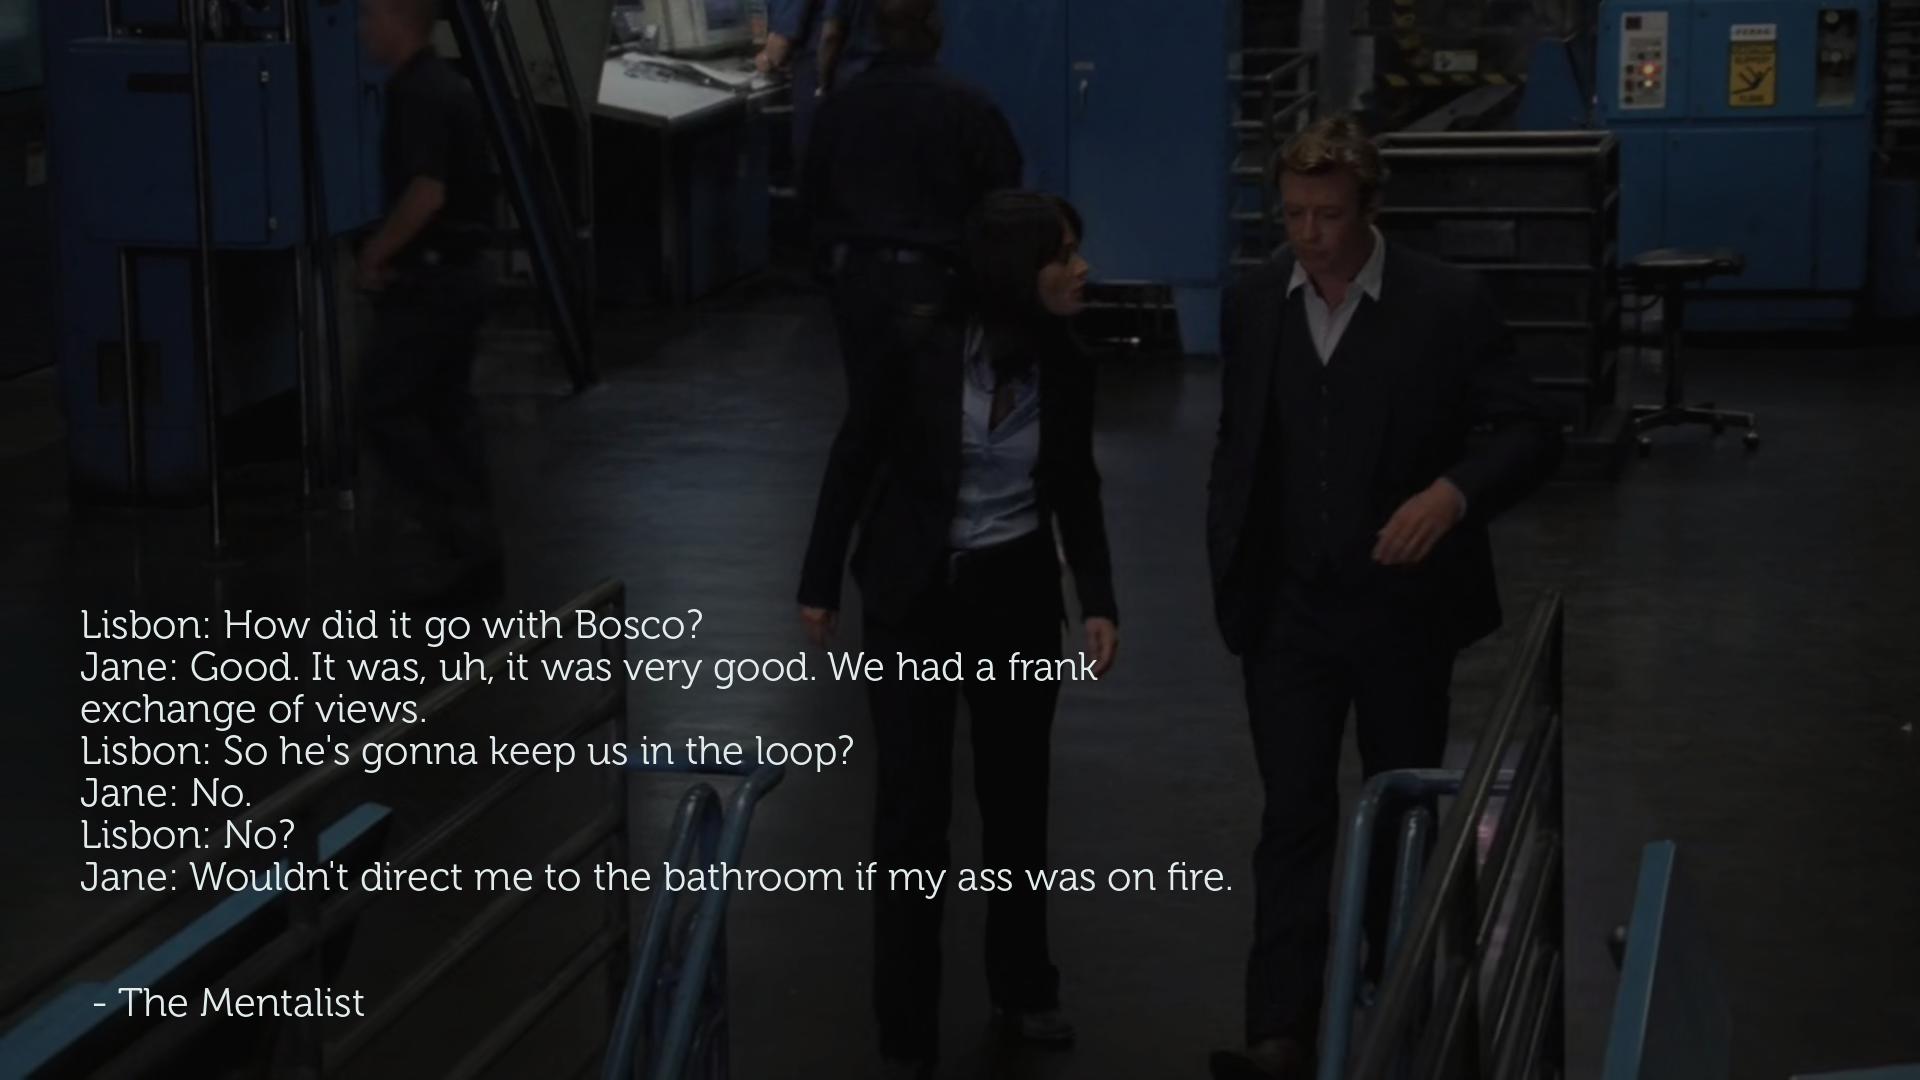 Lisbon: How did it go with Bosco?
Jane: Good. It was, uh, it was very good. We had a frank
exchange of views.
Lisbon: So he's gonna keep us in the loop?
Jane: No.
Lisbon: No?
Jane: Wouldn't direct me to the bathroom if my ass was on fire.
- The Mentalist